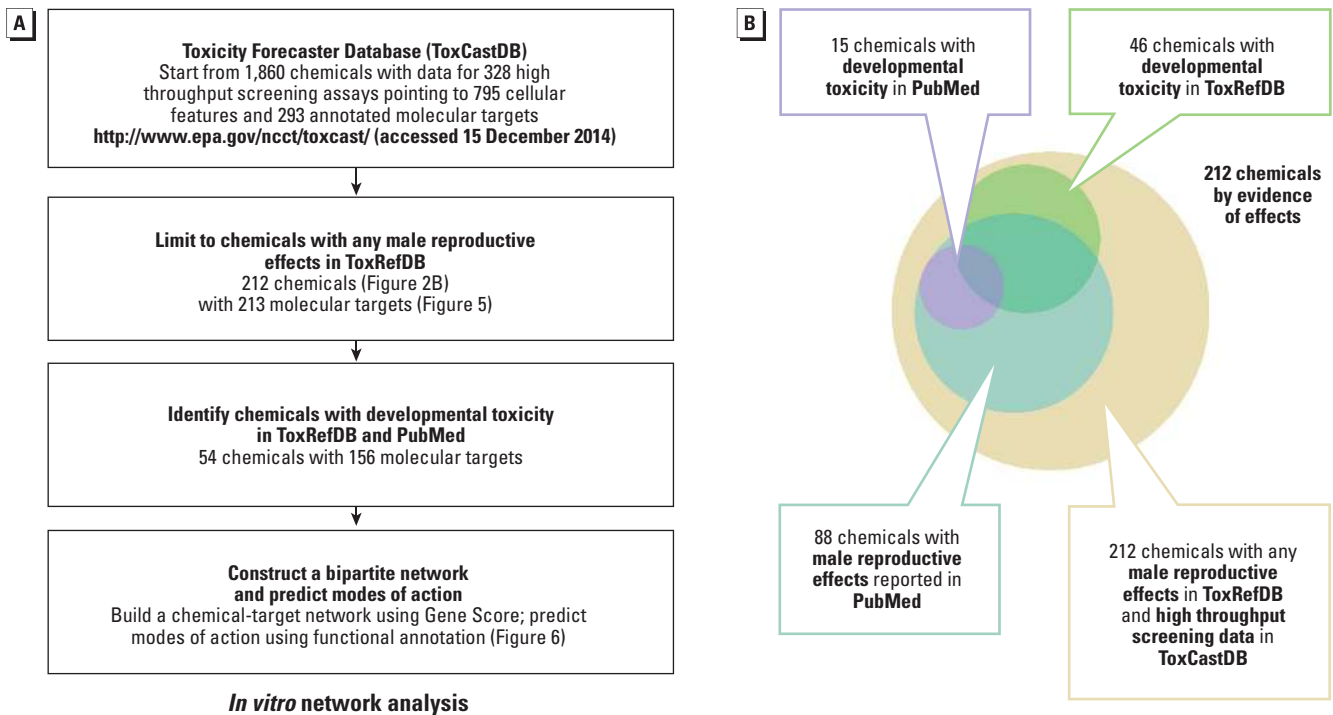 A
Toxicity Forecaster Database (ToxCastDB)
Start from 1,860 chemicals with data for 328 high
throughput screening assays pointing to 795 cellular
features and 293 annotated molecular targets
http://www.epa.gov/ncct/toxcast/ (accessed 15 December 2014)
Limit to chemicals with any male reproductive
effects in ToxRefDB
212 chemicals (Figure 2B)
with 213 molecular targets (Figure 5)
Identify chemicals with developmental toxicity
in ToxRefDB and PubMed
54 chemicals with 156 molecular targets
Construct a bipartite network
and predict modes of action
Build a chemical-target network using Gene Score; predict
modes of action using functional annotation (Figure 6)
In vitro network analysis
B
15 chemicals with
developmental
toxicity in PubMed
46 chemicals with
developmental
toxicity in ToxRefDB
212 chemicals
by evidence
of effects
88 chemicals with
male reproductive
effects reported in
PubMed
212 chemicals with any
male reproductive
effects in ToxRefDB
and high throughput
screening data in
ToxCastDB